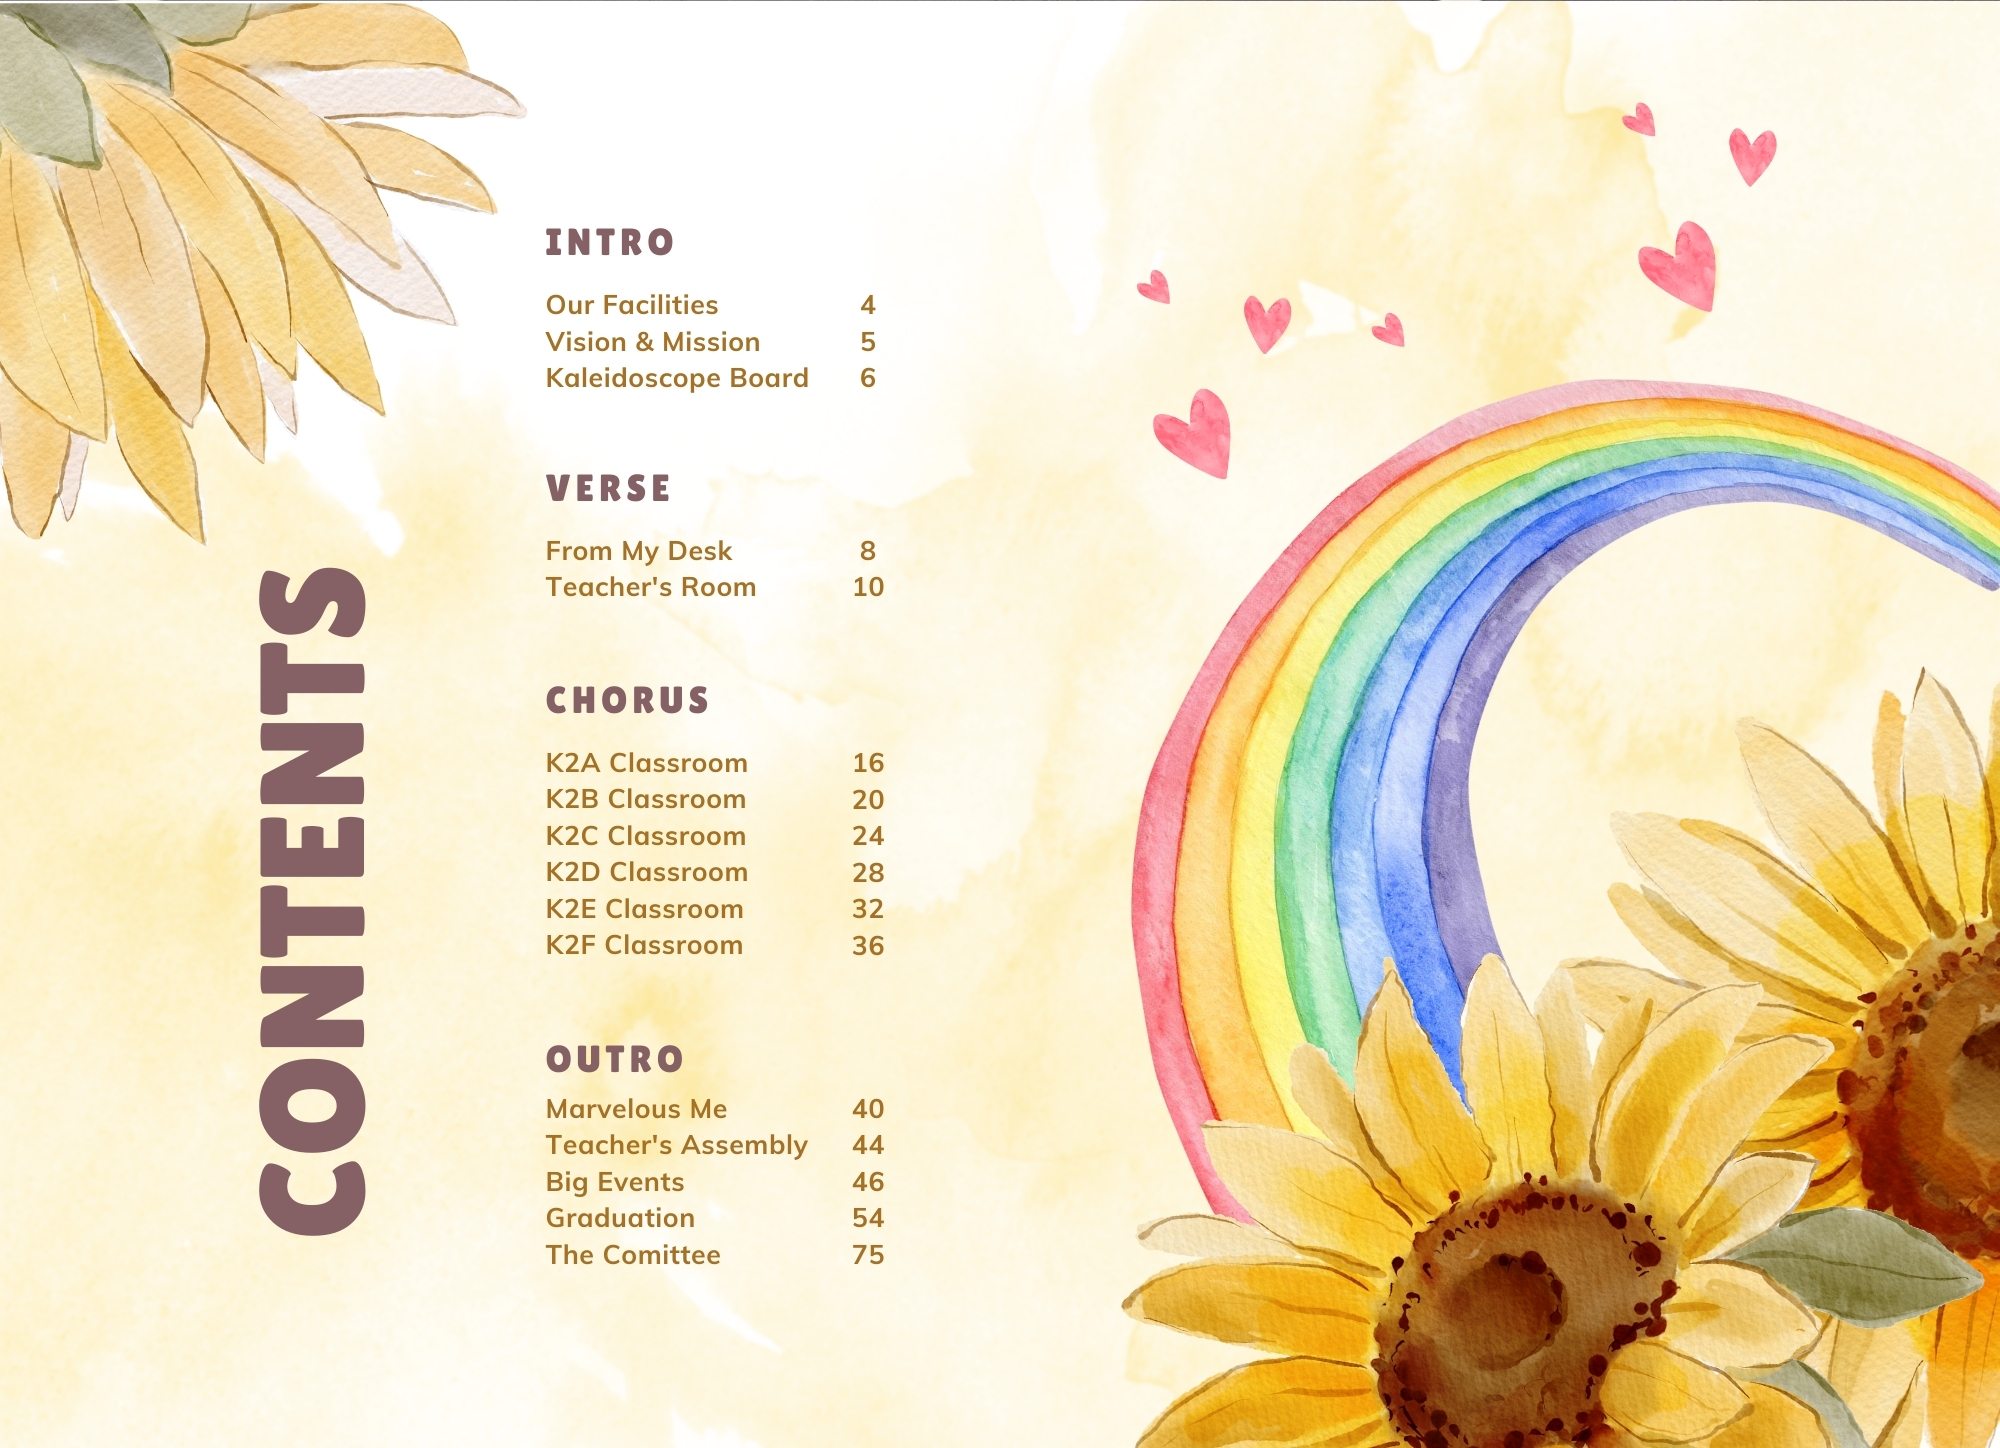 CONTENTS
INTRO
Our Facilities 4
Vision & Mission 5
Kaleidoscope Board 6
VERSE
From My Desk 8
Teacher's Room 10
CHORUS
K2A Classroom 16
K2B Classroom 20
K2C Classroom 24
K2D Classroom 28
K2E Classroom 32
K2F Classroom 36
OUTRO
Marvelous Me 40
Teacher's Assembly 44
Big Events 46
Graduation 54
The Comittee 75